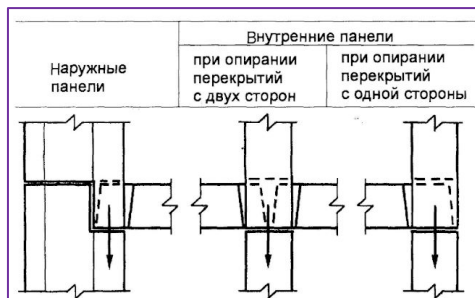 Наружные
панели
Внутренние панели
при опирании
перекрытий
с двух сторон
при опирании
перекрытий
с одной стороны